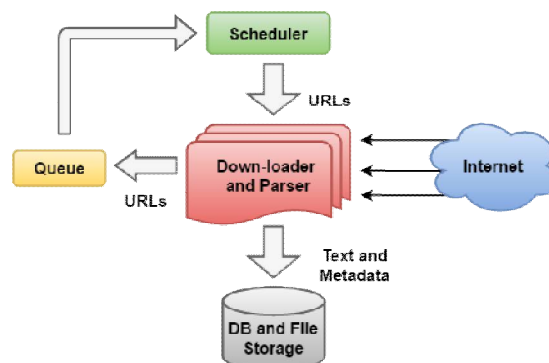 Scheduler
URLs
Down-loader
and Parser
Internet
Queue
URLs
Text and
Metadata
DB and File
Storage